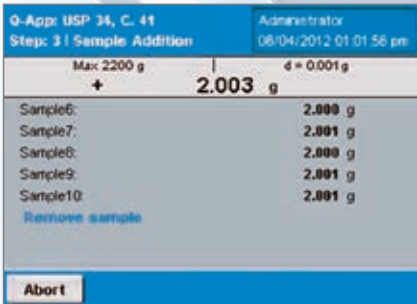 Q-App: USP 34, C. 41
Administrator
Step: 3 | Sample Addition
08/04/2012 01:01:56 pm
Max 2200 g
d = 0.001 g
+ 2.003 g
Sample6: 2.000 g
Sample7: 2.001 g
Sample8: 2.000 g
Sample9: 2.001 g
Sample10: 2.001 g
Remove sample
Abort